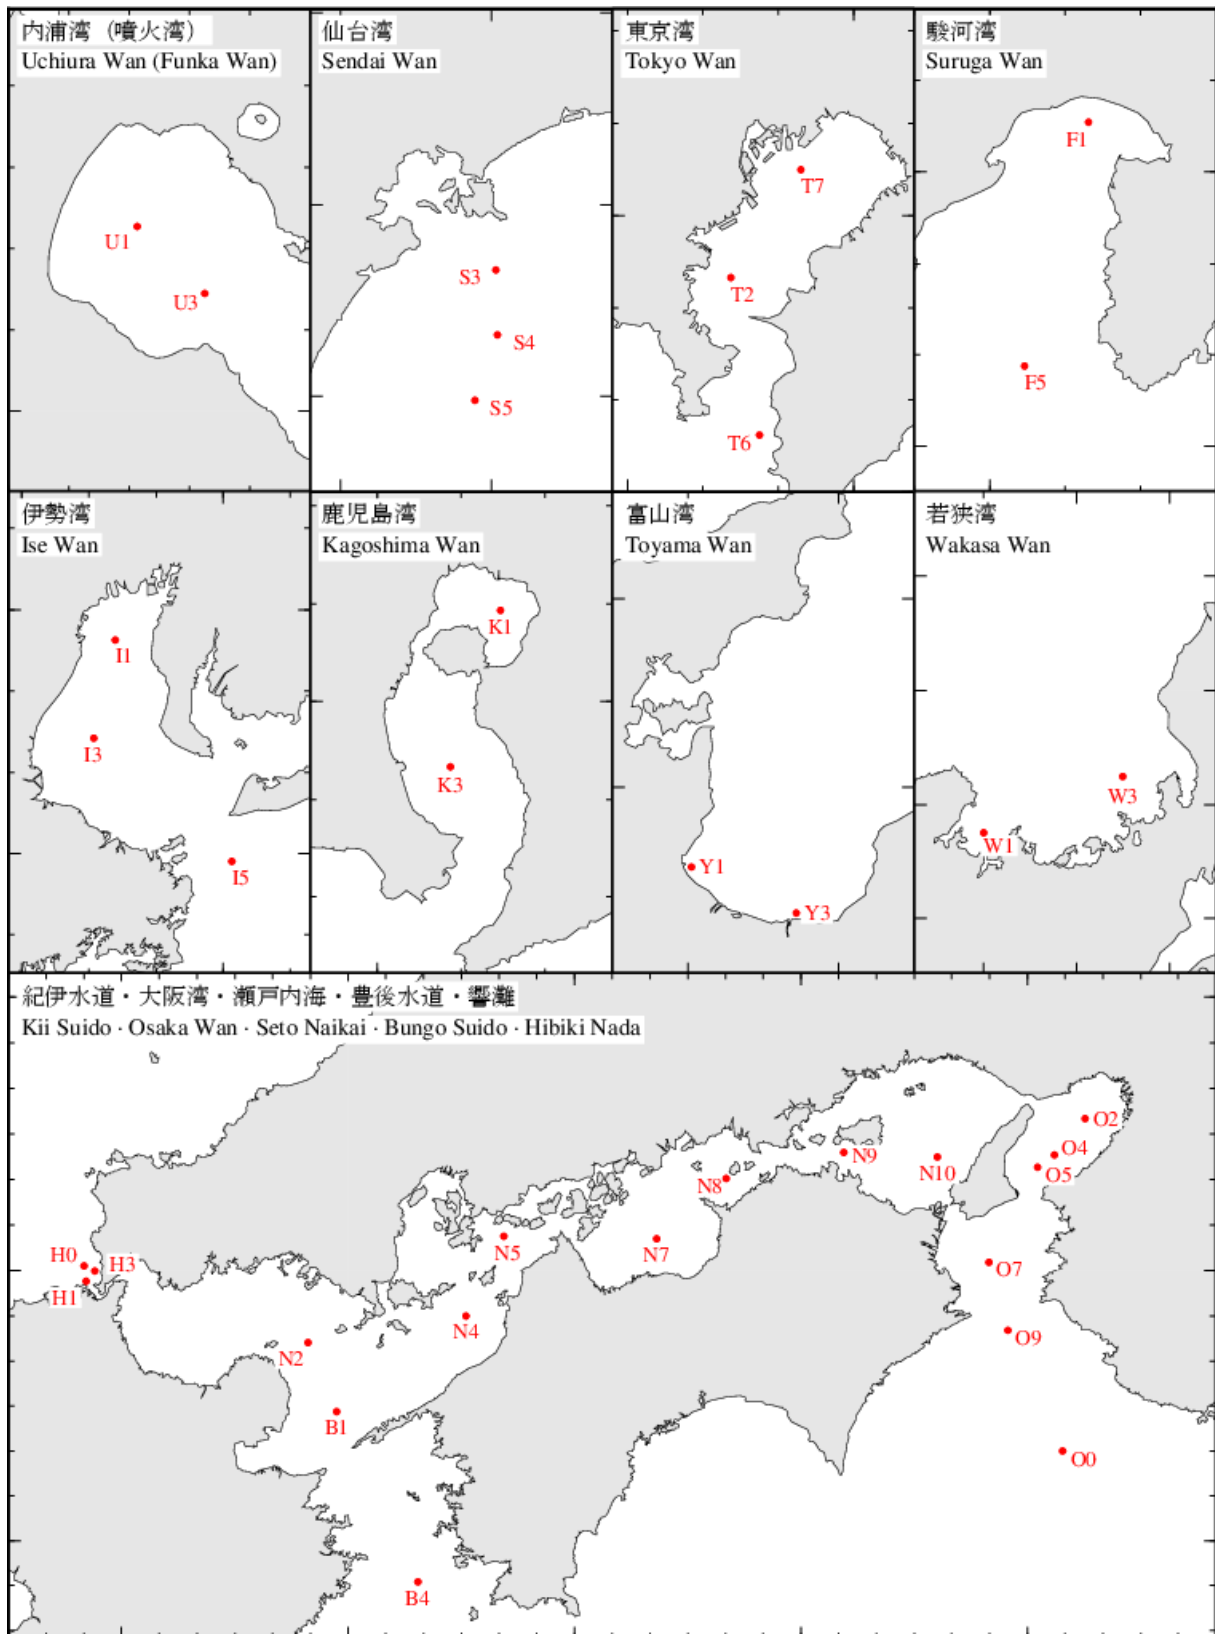 内浦湾（噴火湾）
Uchiura Wan (Funka Wan)
U1
U3
仙台湾
Sendai Wan
S3
S4
S5
東京湾
Tokyo Wan
T7
T2
T6
駿河湾
Suruga Wan
F1
F5
伊勢湾
Ise Wan
I1
I3
I5
鹿児島湾
Kagoshima Wan
K1
K3
富山湾
Toyama Wan
Y1
Y3
若狭湾
Wakasa Wan
W3
W1
紀伊水道・大阪湾・瀬戸内海・豊後水道・響灘
Kii Suido · Osaka Wan · Seto Naikai · Bungo Suido · Hibiki Nada
O2
O4
N9
N10
O5
N8
H0
H3
N5
N7
O7
H1
N4
O9
N2
B1
O0
B4